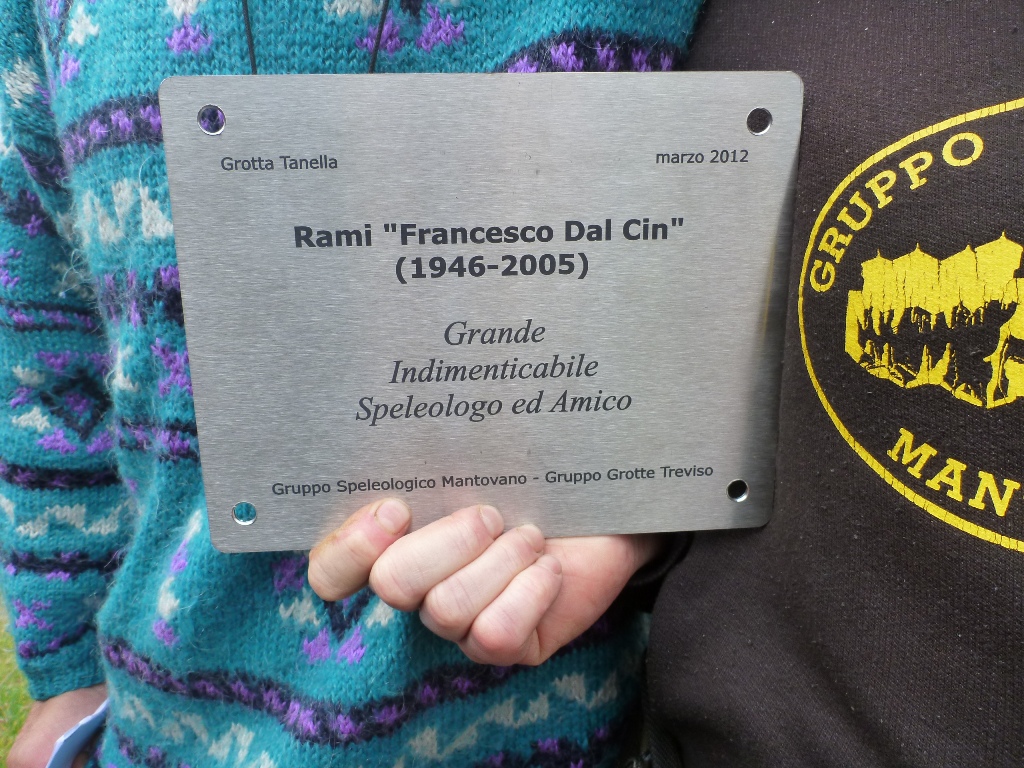 Grotta Tanella
marzo 2012
Rami "Francesco Dal Cin"
(1946-2005)
Grande
Indimenticabile
Speleologo ed Amico
Gruppo Speleologico Mantovano - Gruppo Grotte Treviso
GRUPPO
MAN